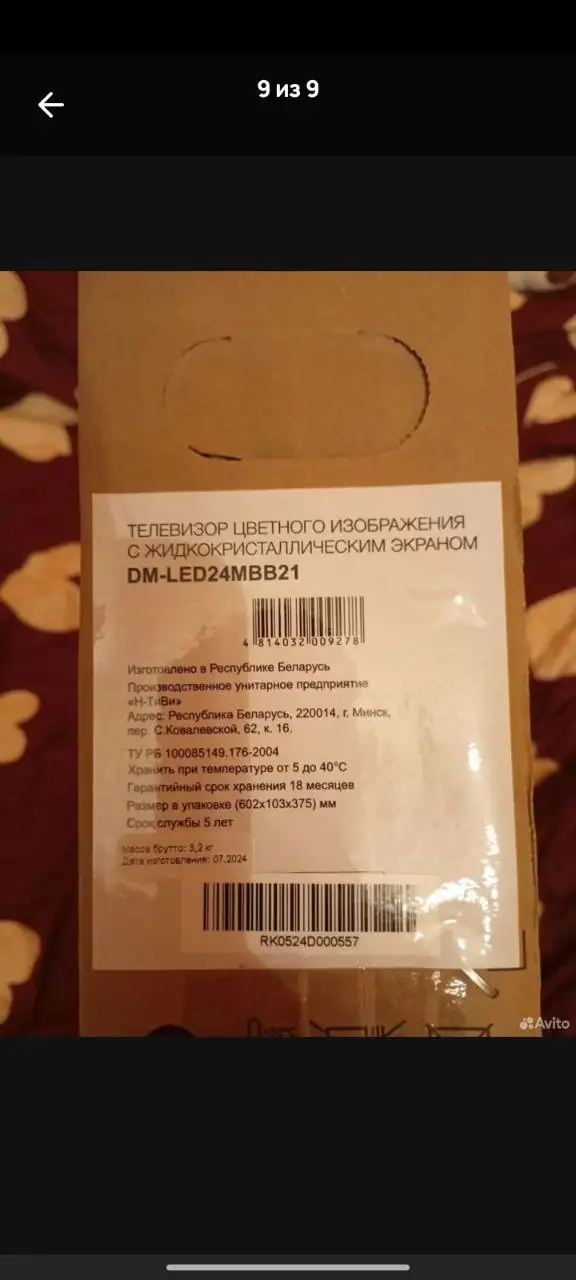 9 из 9
ТЕЛЕВИЗОР ЦВЕТНОГО ИЗОБРАЖЕНИЯ
С ЖИДКОКРИСТАЛЛИЧЕСКИМ ЭКРАНОМ
DM-LED24MBB21
4 814032 009278
Изготовлено в Республике Беларусь
Производственное унитарное предприятие
«Н-ТиВи»
Адрес: Республика Беларусь, 220014, г. Минск,
пер. С.Ковалевской, 62, к. 16.
ТУ РБ 100085149.176-2004
Хранить при температуре от 5 до 40°С
Гарантийный срок хранения 18 месяцев
Размер в упаковке (602х103х375) мм
Срок службы 5 лет
Масса брутто: 3,2 кг
Дата изготовления: 07.2024
RK0524D000557
Avito